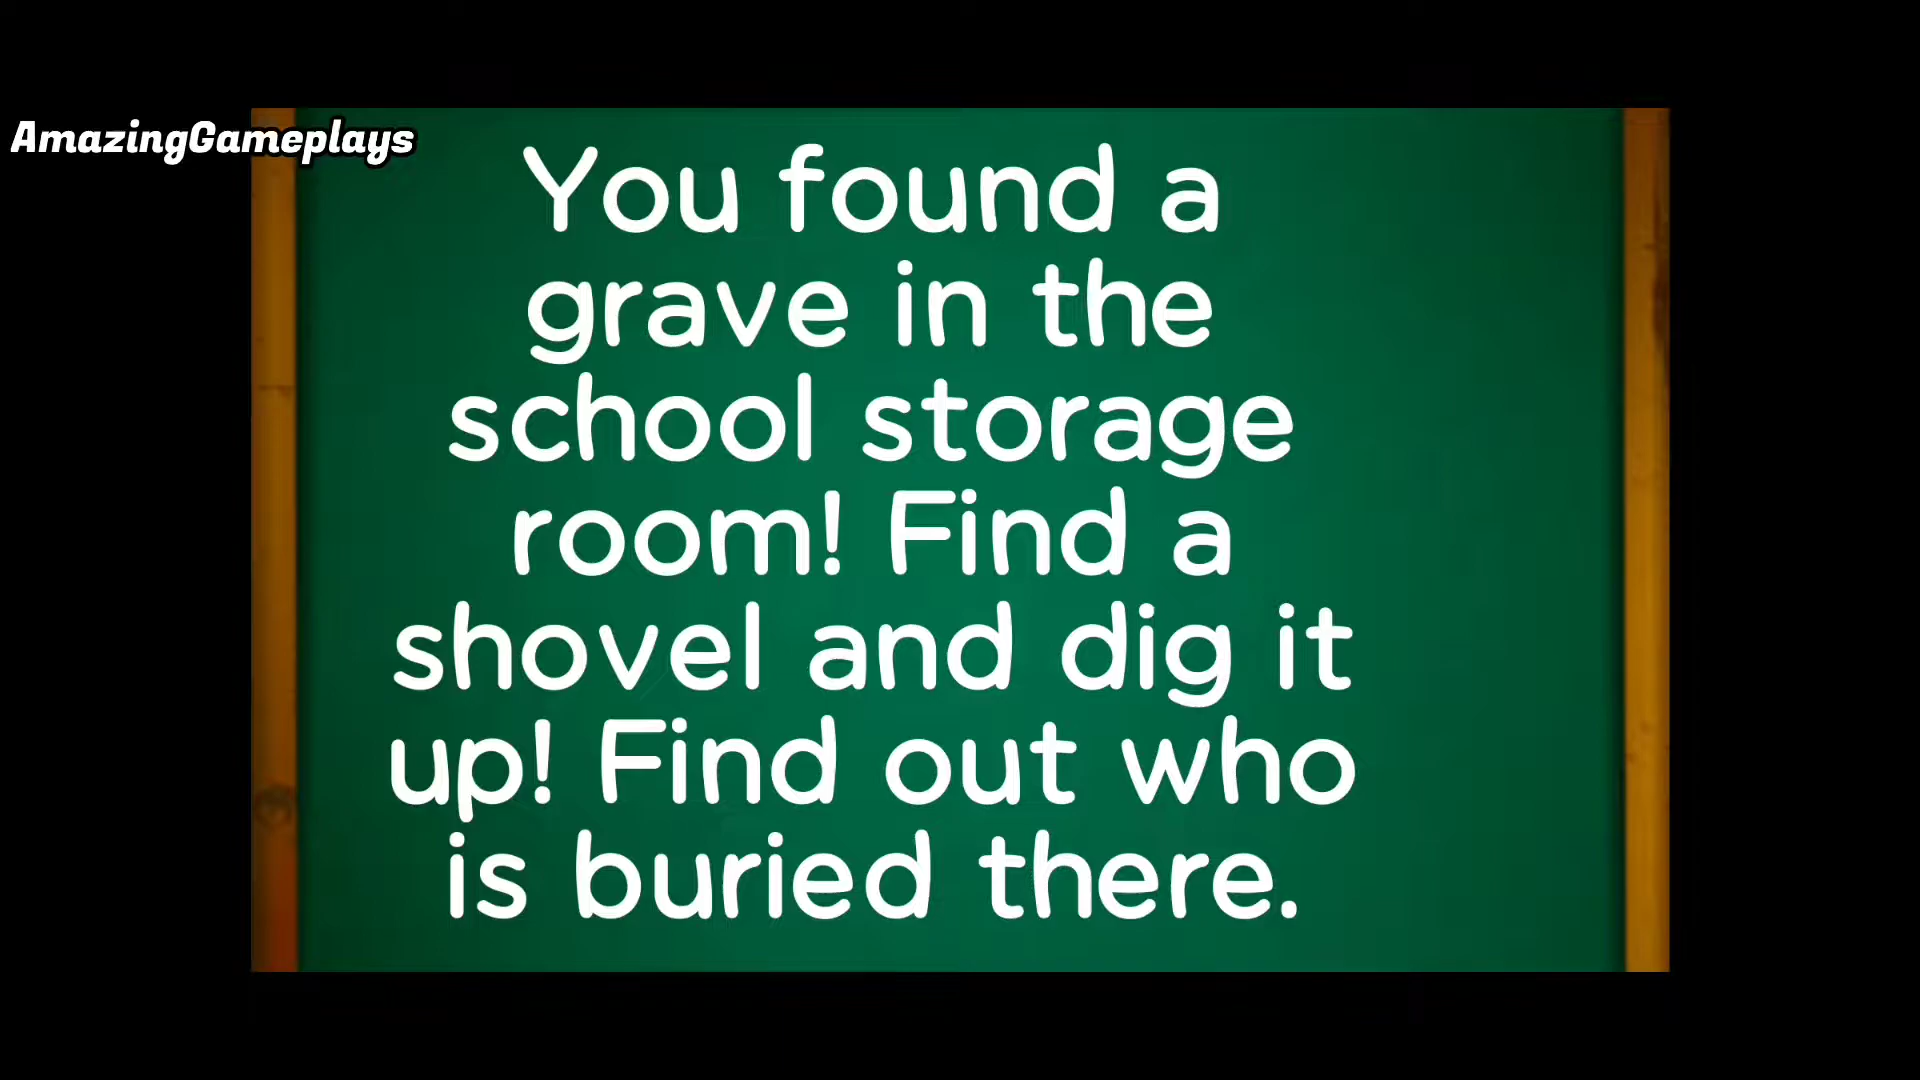 AmazingGameplays
You found a
grave in the
school storage
room! Find a
shovel and dig it
up! Find out who
is buried there.